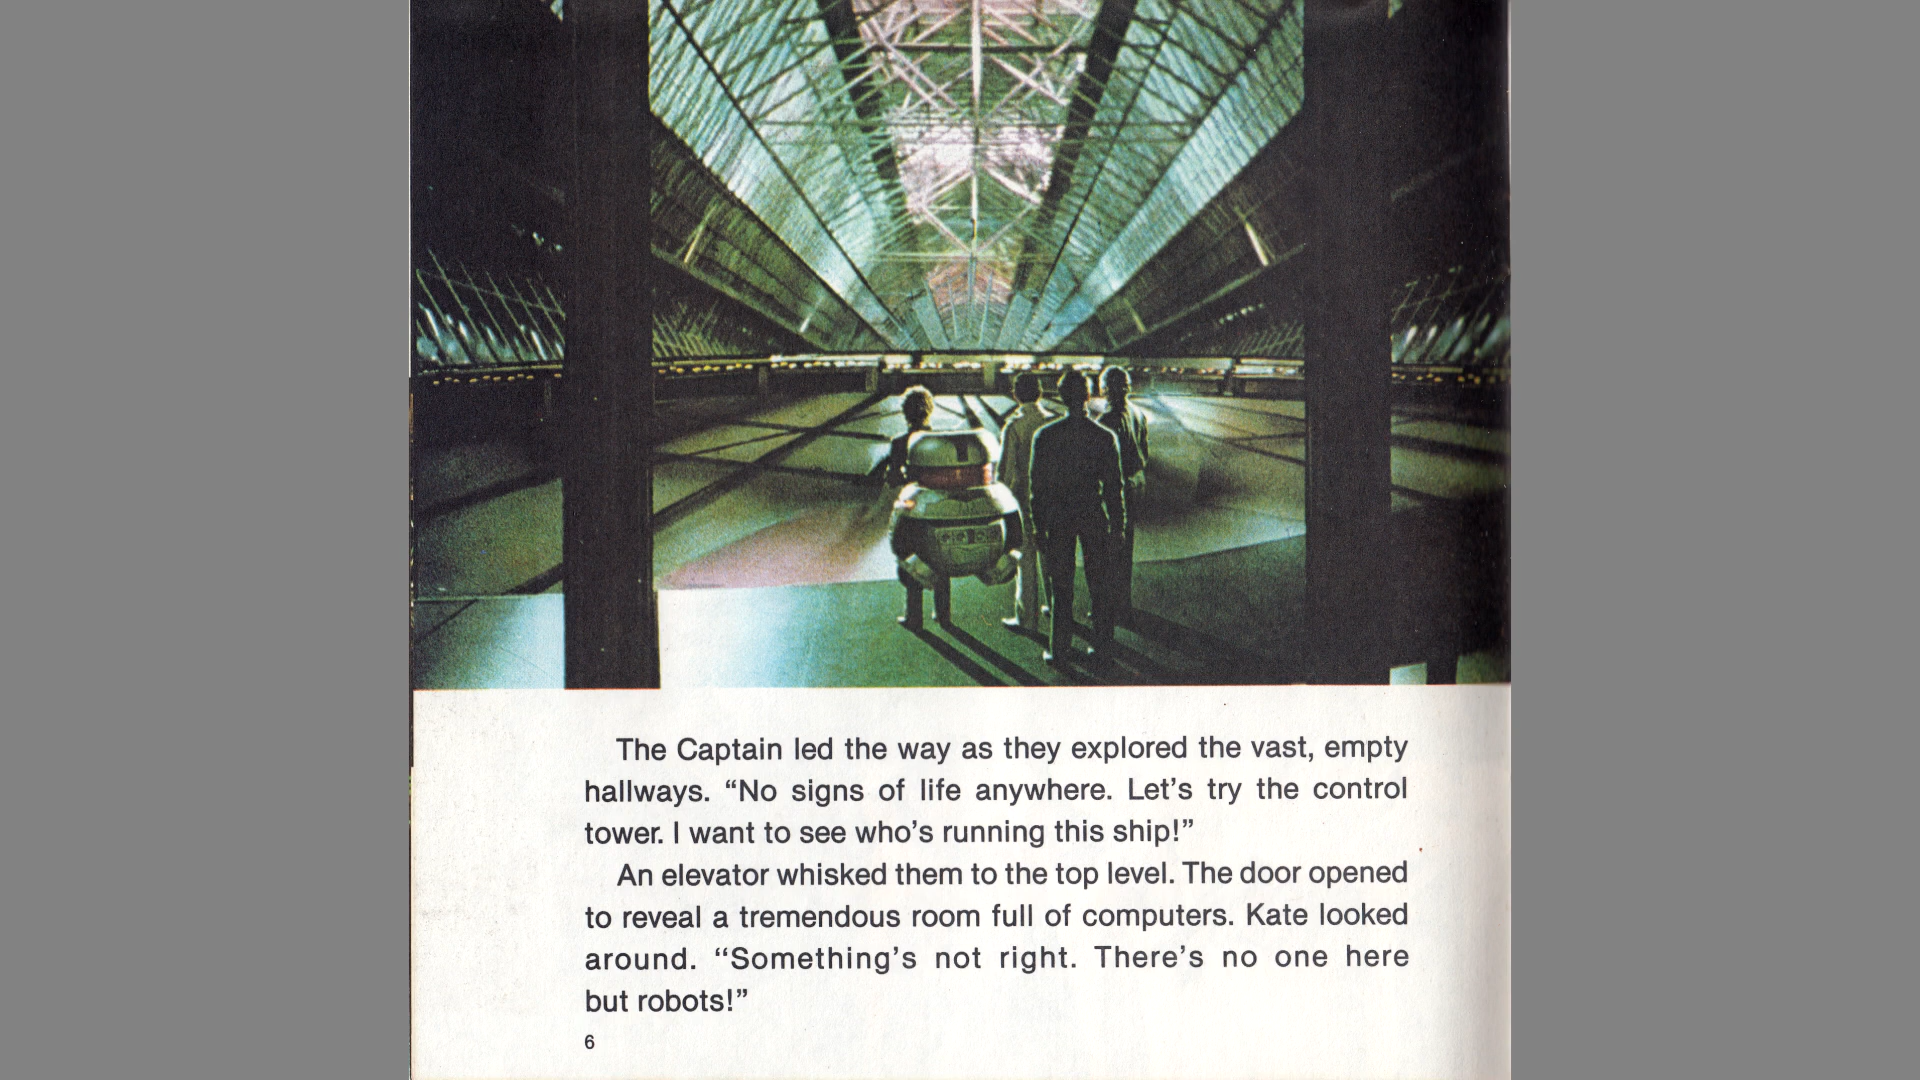 The Captain led the way as they explored the vast, empty
hallways. “No signs of life anywhere. Let’s try the control
tower. I want to see who’s running this ship!”
An elevator whisked them to the top level. The door opened
to reveal a tremendous room full of computers. Kate looked
around. “Something’s not right. There’s no one here
but robots!”
6